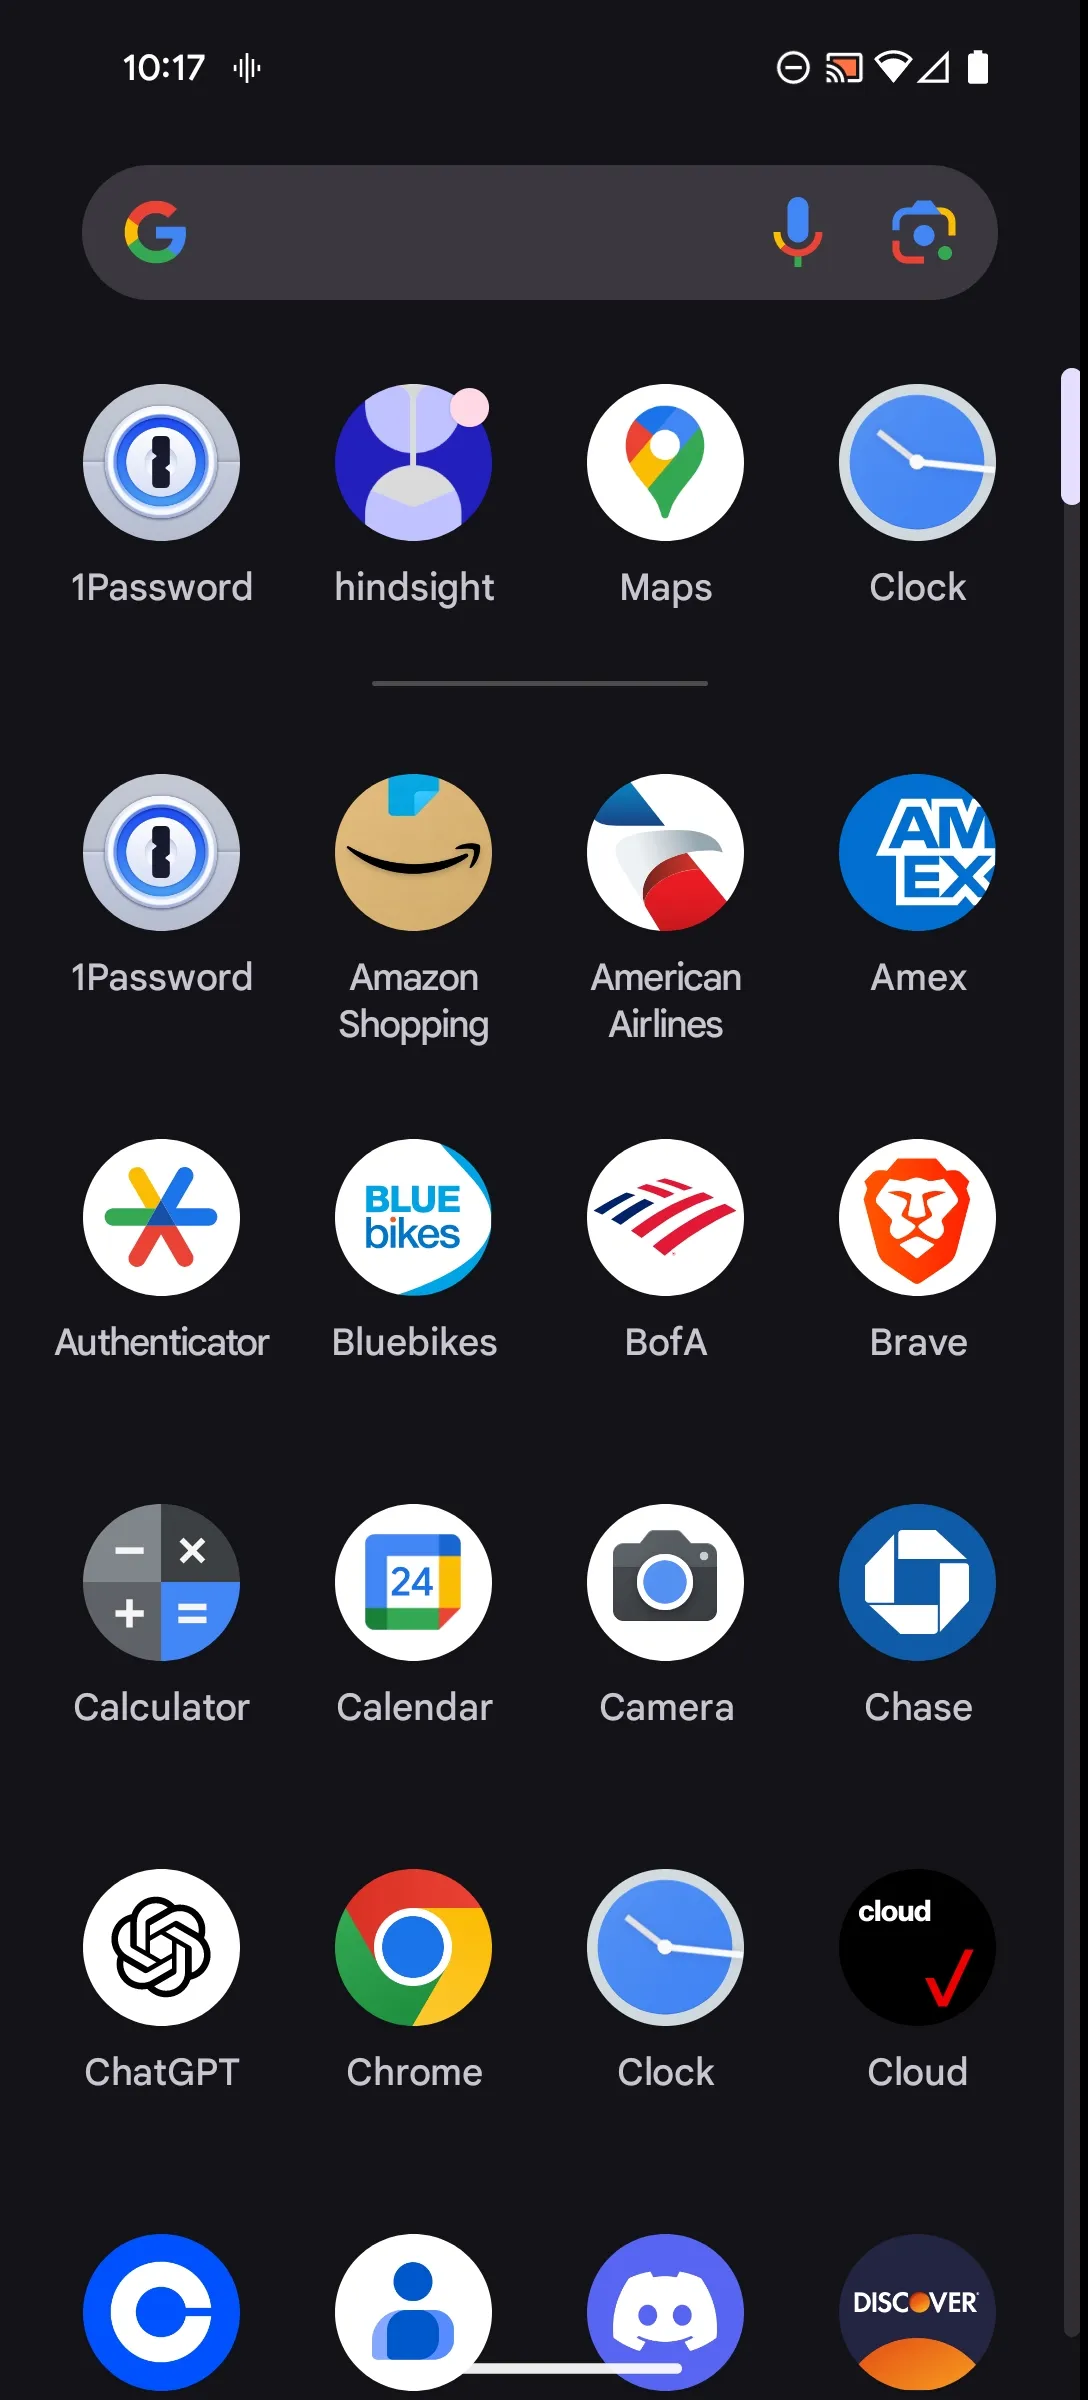 10:17
1Password
hindsight
Maps
Clock
AM
EX
1Password
Amazon
Shopping
American
Airlines
Amex
BLUE
bikes
Authenticator
Bluebikes
BofA
Brave
24
Calculator
Calendar
Camera
Chase
cloud
ChatGPT
Chrome
Clock
Cloud
DISCOVER